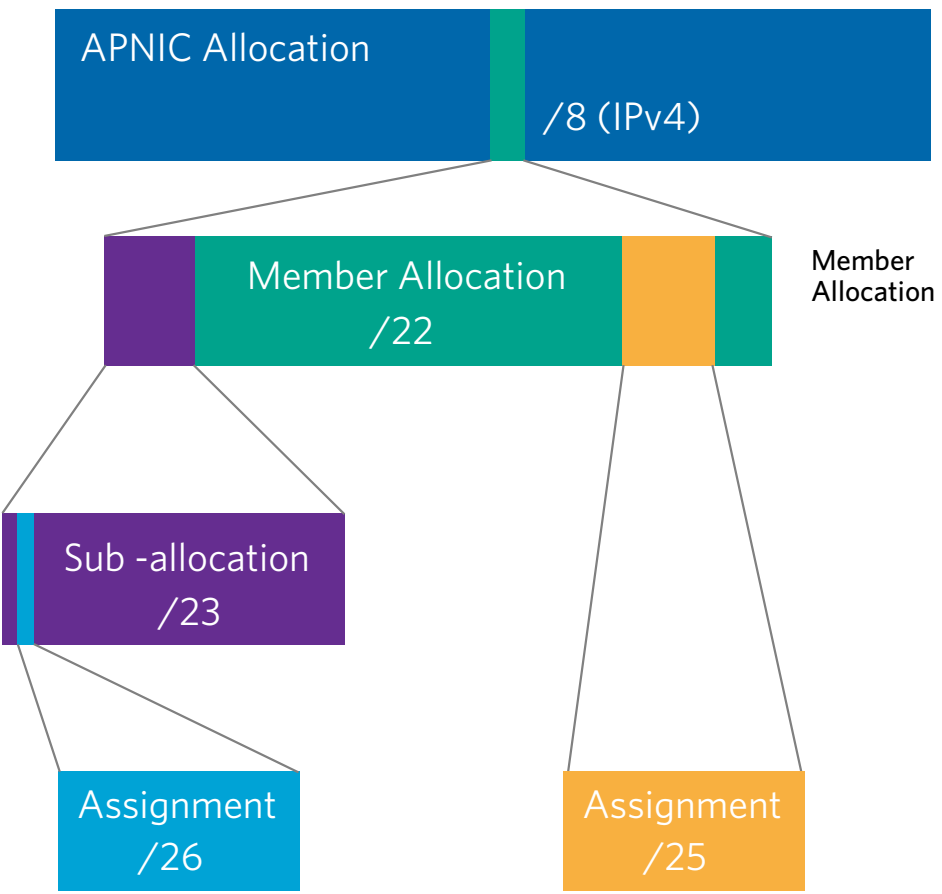 APNIC Allocation
/8 (IPv4)
Member Allocation
/22
Member
Allocation
Sub -allocation
/23
Assignment
/26
Assignment
/25